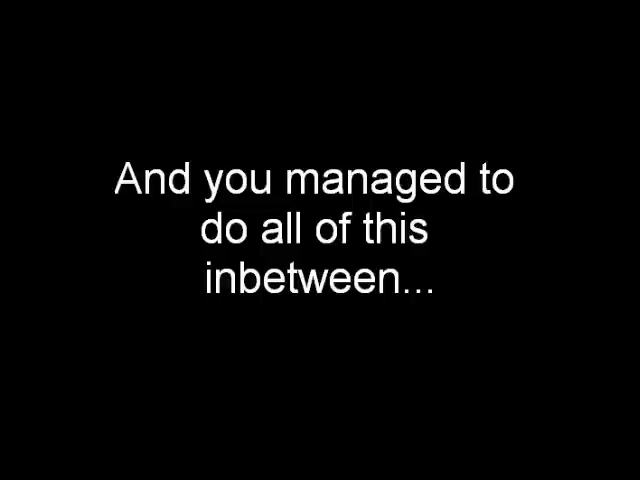 And you managed to
do all of this
inbetween...